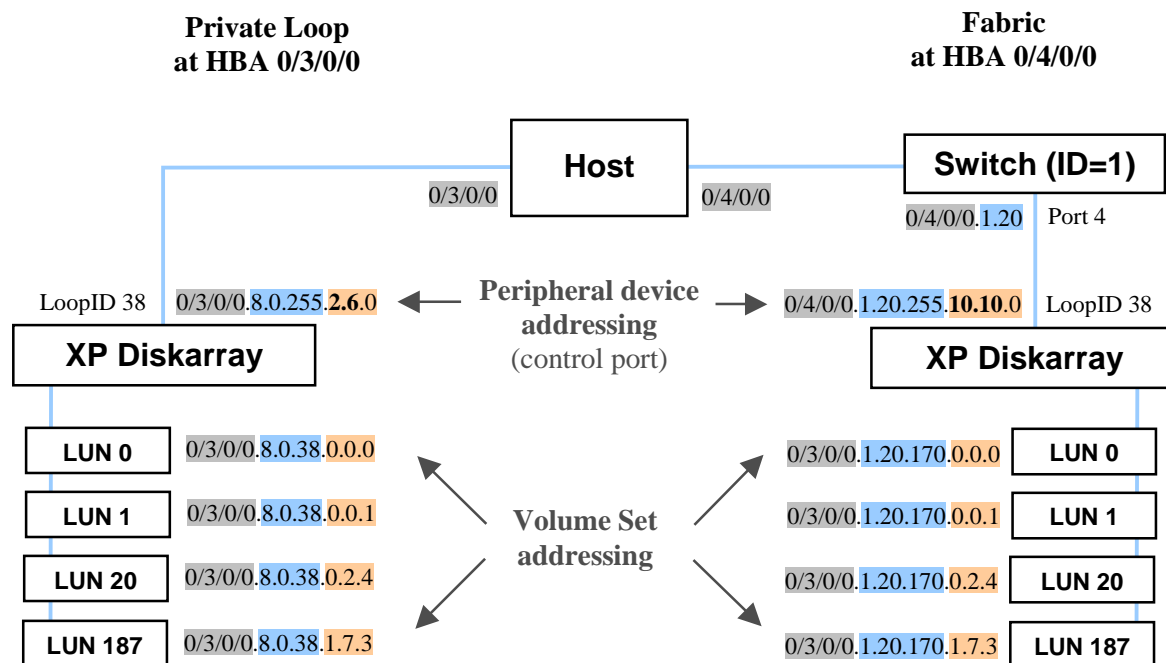 Private Loop
at HBA 0/3/0/0
Fabric
at HBA 0/4/0/0
Host
Switch (ID=1)
0/3/0/0
0/4/0/0
0/4/0/0.1.20
Port 4
LoopID 38
0/3/0/0.8.0.255.2.6.0
Peripheral device
addressing
(control port)
0/4/0/0.1.20.255.10.10.0
LoopID 38
XP Diskarray
XP Diskarray
LUN 0
0/3/0/0.8.0.38.0.0.0
0/3/0/0.1.20.170.0.0.0
LUN 0
LUN 1
0/3/0/0.8.0.38.0.0.1
Volume Set
addressing
0/3/0/0.1.20.170.0.0.1
LUN 1
LUN 20
0/3/0/0.8.0.38.0.2.4
0/3/0/0.1.20.170.0.2.4
LUN 20
LUN 187
0/3/0/0.8.0.38.1.7.3
0/3/0/0.1.20.170.1.7.3
LUN 187